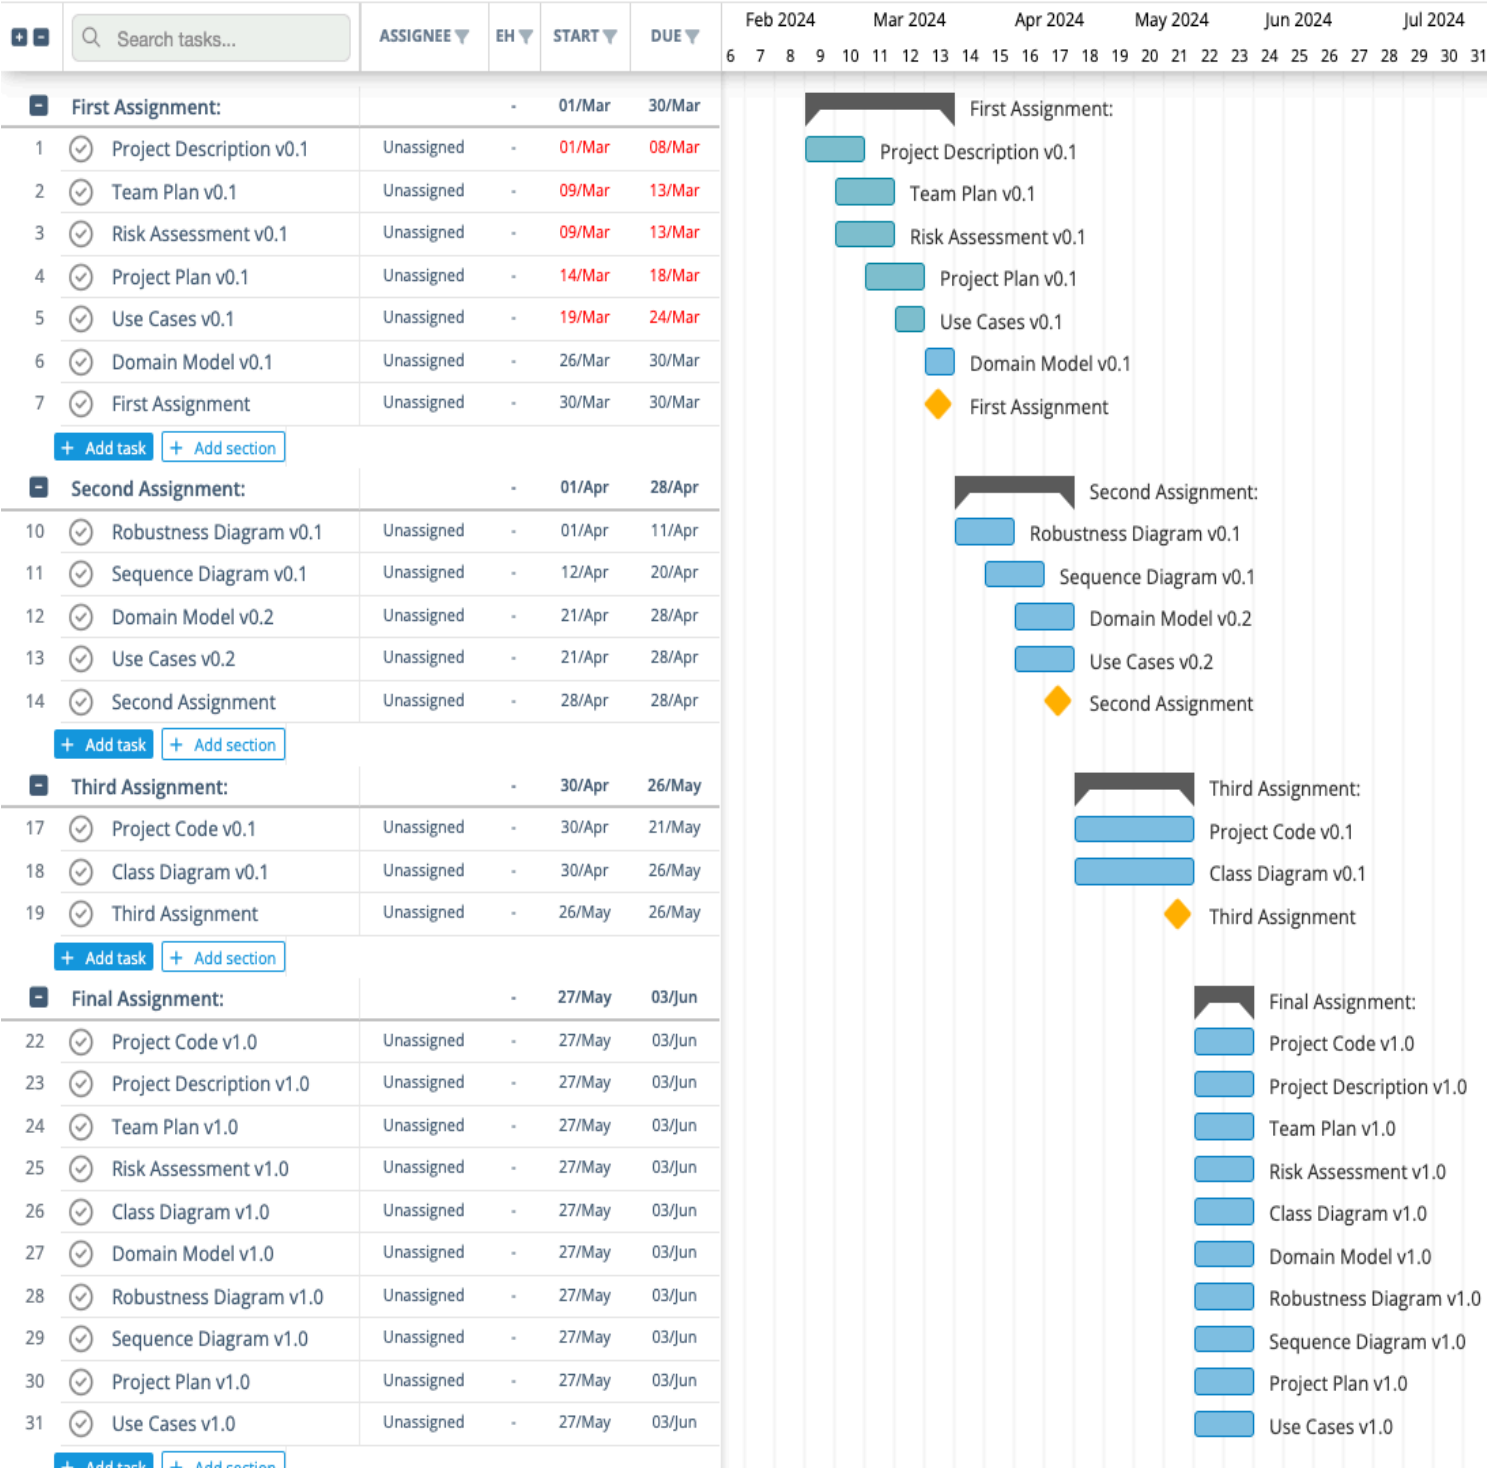 Search tasks... ASSIGNEE EH START DUE
Feb 2024 Mar 2024 Apr 2024 May 2024 Jun 2024 Jul 2024
6 7 8 9 10 11 12 13 14 15 16 17 18 19 20 21 22 23 24 25 26 27 28 29 30 31
First Assignment: - 01/Mar 30/Mar First Assignment:
1 Project Description v0.1 Unassigned - 01/Mar 08/Mar Project Description v0.1
2 Team Plan v0.1 Unassigned - 09/Mar 13/Mar Team Plan v0.1
3 Risk Assessment v0.1 Unassigned - 09/Mar 13/Mar Risk Assessment v0.1
4 Project Plan v0.1 Unassigned - 14/Mar 18/Mar Project Plan v0.1
5 Use Cases v0.1 Unassigned - 19/Mar 24/Mar Use Cases v0.1
6 Domain Model v0.1 Unassigned - 26/Mar 30/Mar Domain Model v0.1
7 First Assignment Unassigned - 30/Mar 30/Mar First Assignment
+ Add task + Add section
Second Assignment: - 01/Apr 28/Apr Second Assignment:
10 Robustness Diagram v0.1 Unassigned - 01/Apr 11/Apr Robustness Diagram v0.1
11 Sequence Diagram v0.1 Unassigned - 12/Apr 20/Apr Sequence Diagram v0.1
12 Domain Model v0.2 Unassigned - 21/Apr 28/Apr Domain Model v0.2
13 Use Cases v0.2 Unassigned - 21/Apr 28/Apr Use Cases v0.2
14 Second Assignment Unassigned - 28/Apr 28/Apr Second Assignment
+ Add task + Add section
Third Assignment: - 30/Apr 26/May Third Assignment:
17 Project Code v0.1 Unassigned - 30/Apr 21/May Project Code v0.1
18 Class Diagram v0.1 Unassigned - 30/Apr 26/May Class Diagram v0.1
19 Third Assignment Unassigned - 26/May 26/May Third Assignment
+ Add task + Add section
Final Assignment: - 27/May 03/Jun Final Assignment:
22 Project Code v1.0 Unassigned - 27/May 03/Jun Project Code v1.0
23 Project Description v1.0 Unassigned - 27/May 03/Jun Project Description v1.0
24 Team Plan v1.0 Unassigned - 27/May 03/Jun Team Plan v1.0
25 Risk Assessment v1.0 Unassigned - 27/May 03/Jun Risk Assessment v1.0
26 Class Diagram v1.0 Unassigned - 27/May 03/Jun Class Diagram v1.0
27 Domain Model v1.0 Unassigned - 27/May 03/Jun Domain Model v1.0
28 Robustness Diagram v1.0 Unassigned - 27/May 03/Jun Robustness Diagram v1.0
29 Sequence Diagram v1.0 Unassigned - 27/May 03/Jun Sequence Diagram v1.0
30 Project Plan v1.0 Unassigned - 27/May 03/Jun Project Plan v1.0
31 Use Cases v1.0 Unassigned - 27/May 03/Jun Use Cases v1.0
+ Add task + Add section